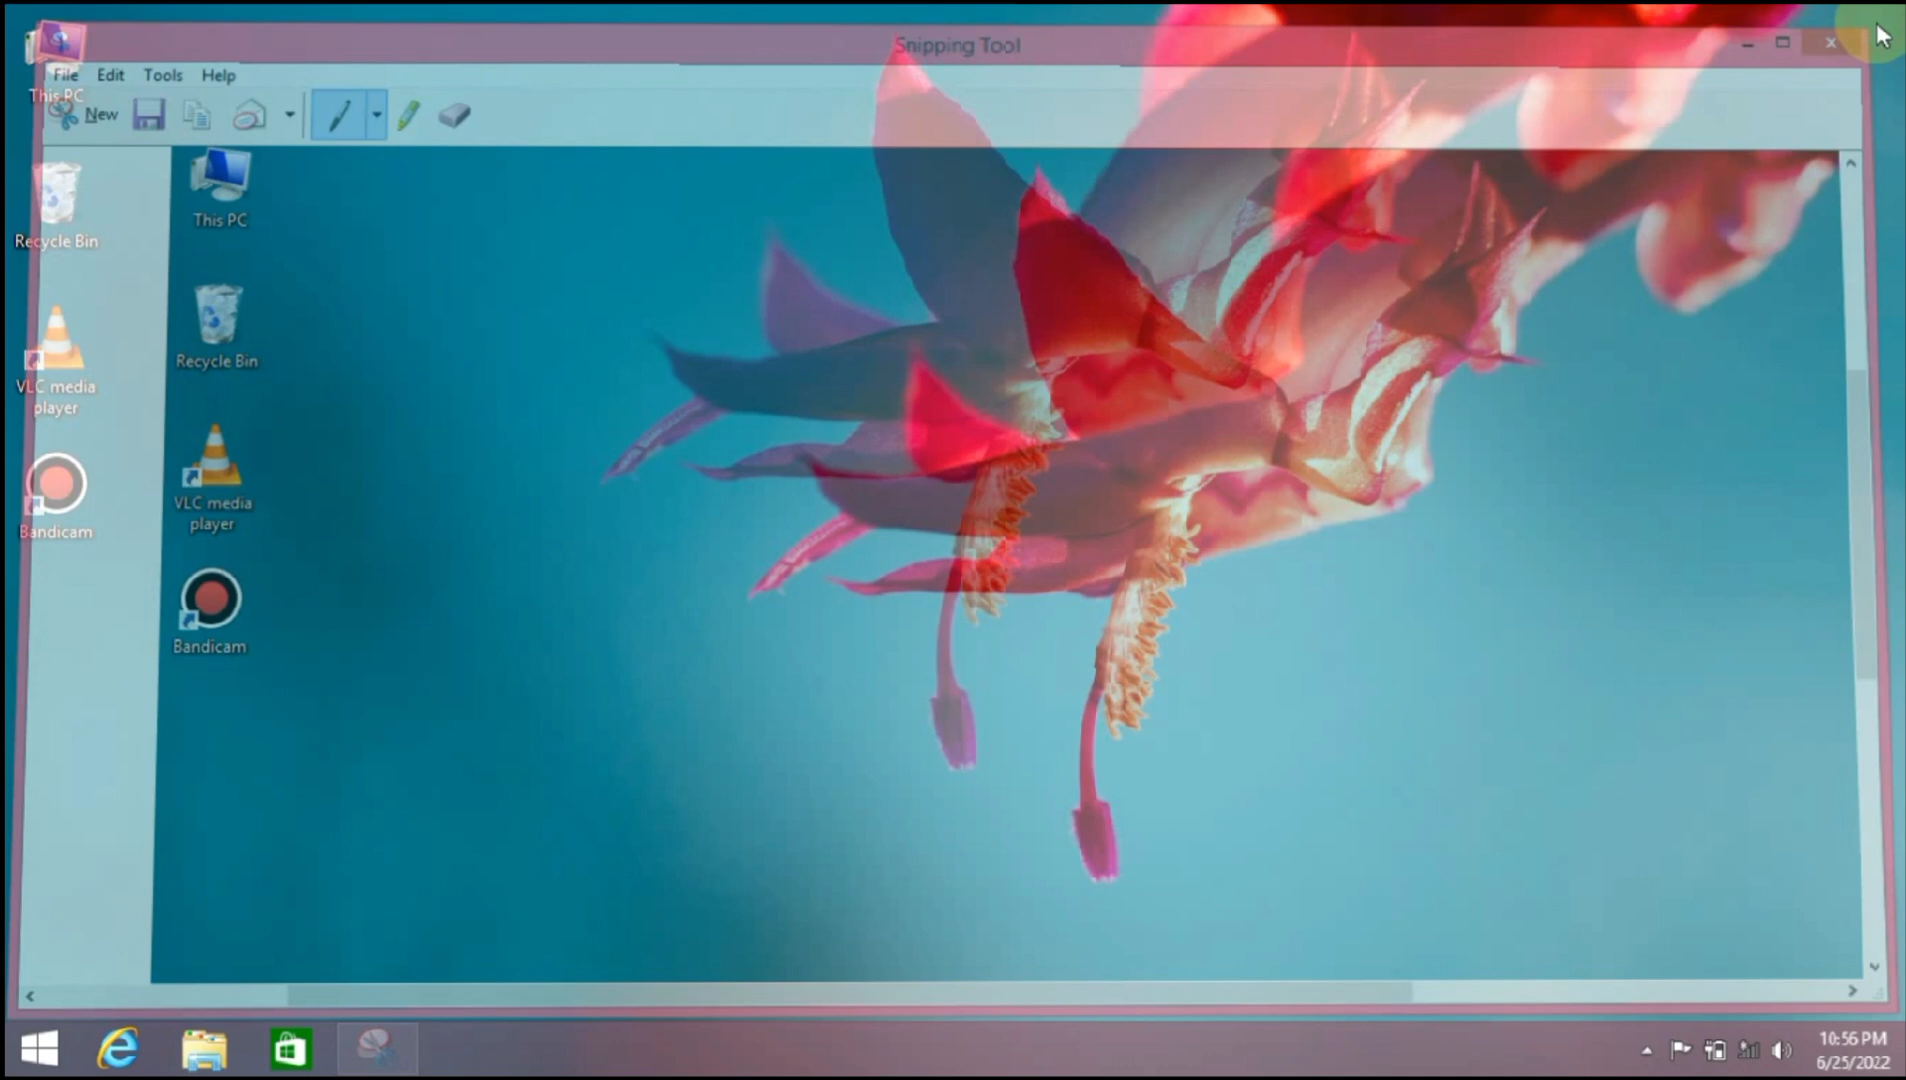 Snipping Tool
File Edit Tools Help
This PC
New
This PC
Recycle Bin
Recycle Bin
VLC media
player
VLC media
player
Bandicam
Bandicam
10:56 PM
6/25/2022